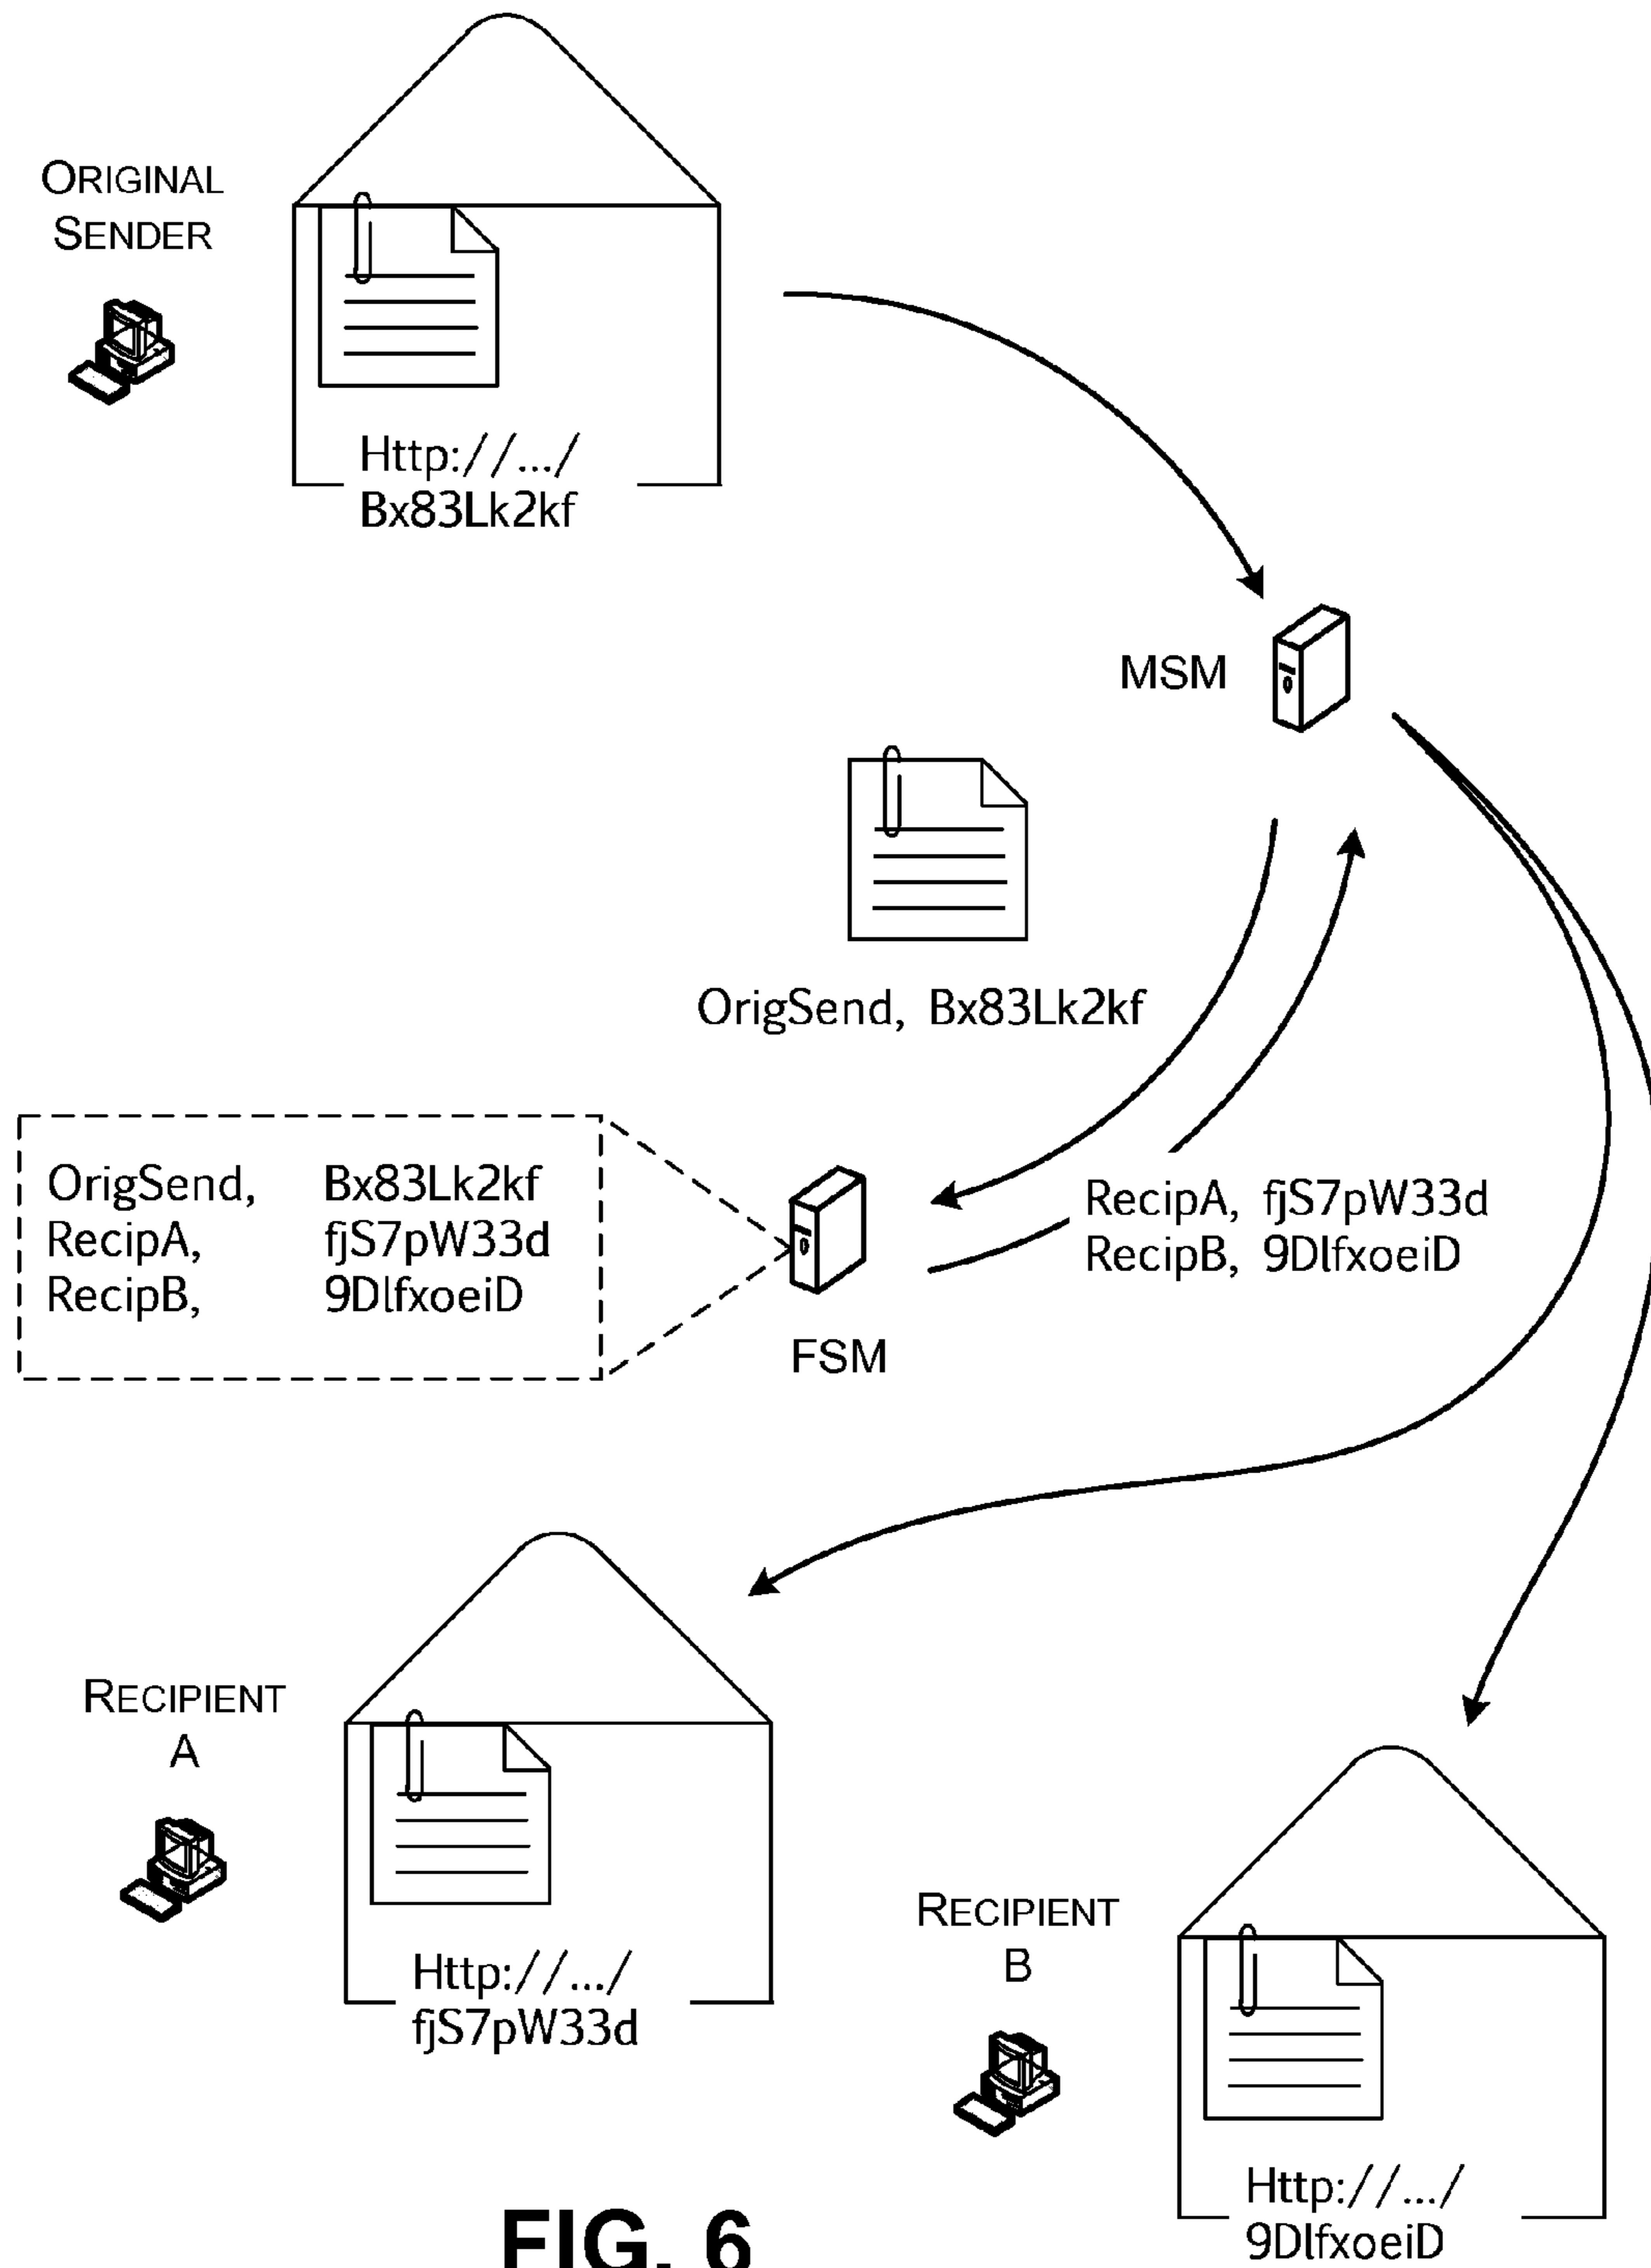 ORIGINAL
SENDER
Http://.../
Bx83Lk2kf
MSM
OrigSend, Bx83Lk2kf
OrigSend, Bx83Lk2kf
RecipA, fjS7pW33d
RecipB, 9DlfxoeiD
RecipA, fjS7pW33d
RecipB, 9DlfxoeiD
FSM
RECIPIENT
A
Http://.../
fjS7pW33d
RECIPIENT
B
Http://.../
9DlfxoeiD
FIG. 6